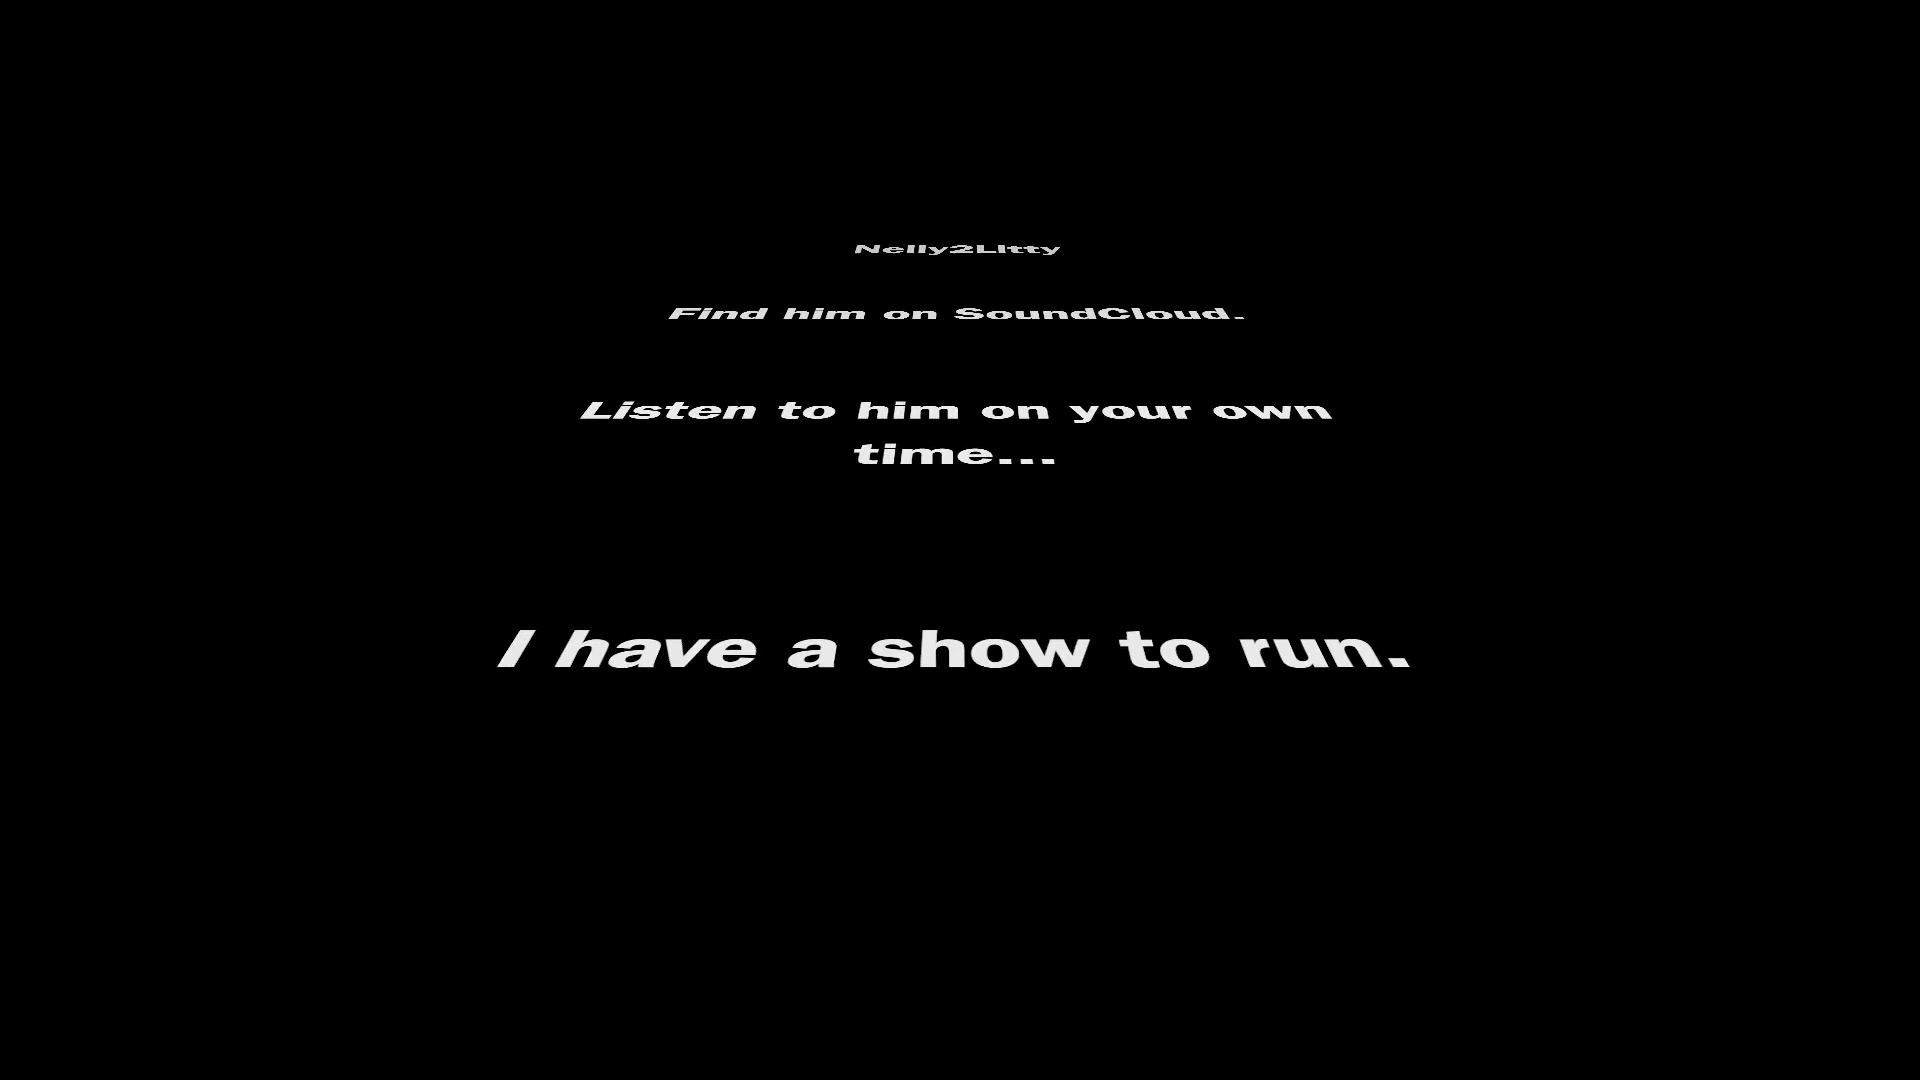 Nelly2Litty
Find him on SoundCloud.
Listen to him on your own
time...
I have a show to run.